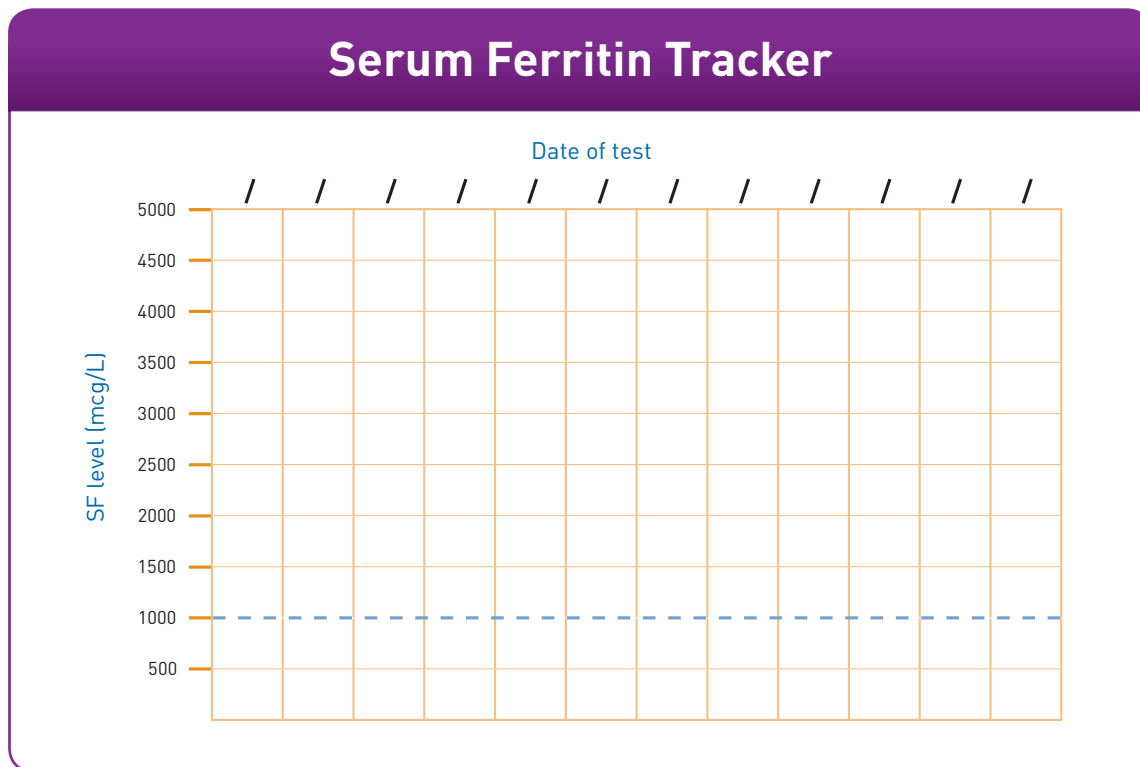 Serum Ferritin Tracker
Date of test
/ / / / / / / / / / / /
5000
4500
4000
3500
3000
2500
2000
1500
1000
500
SF level (mcg/L)